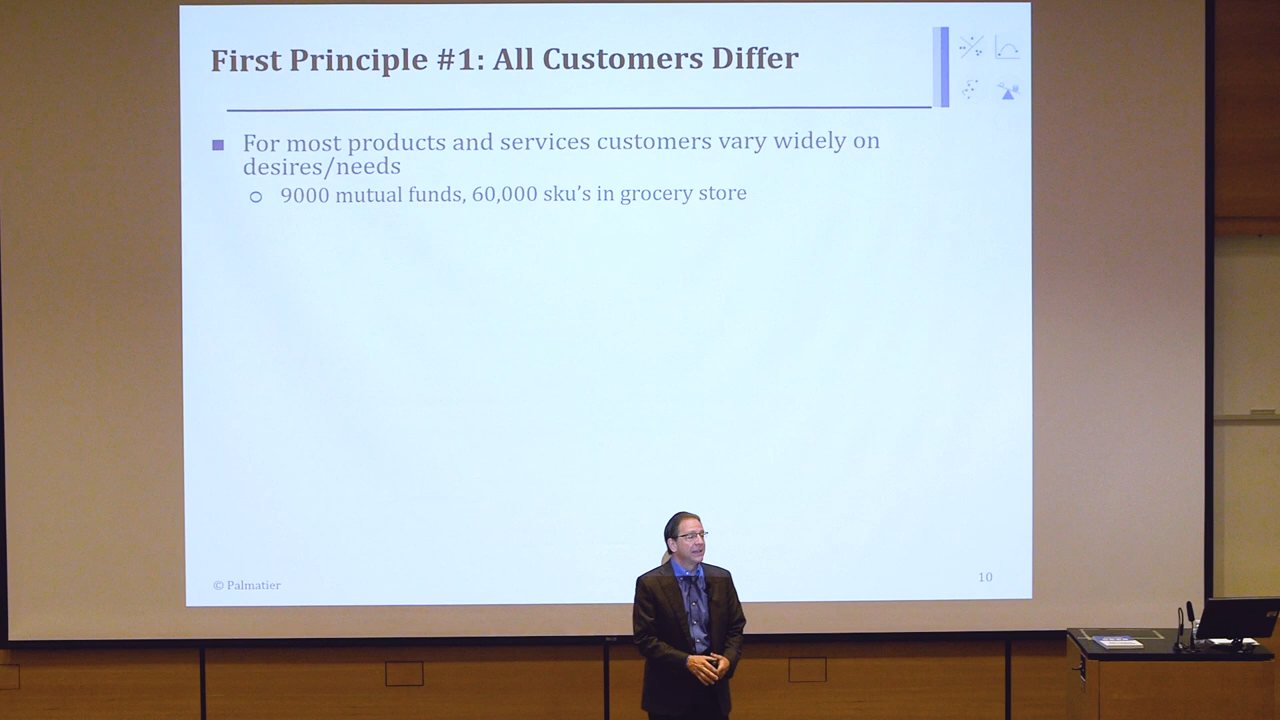 First Principle #1: All Customers Differ
For most products and services customers vary widely on
desires/needs
9000 mutual funds, 60,000 sku's in grocery store
© Palmatier
10